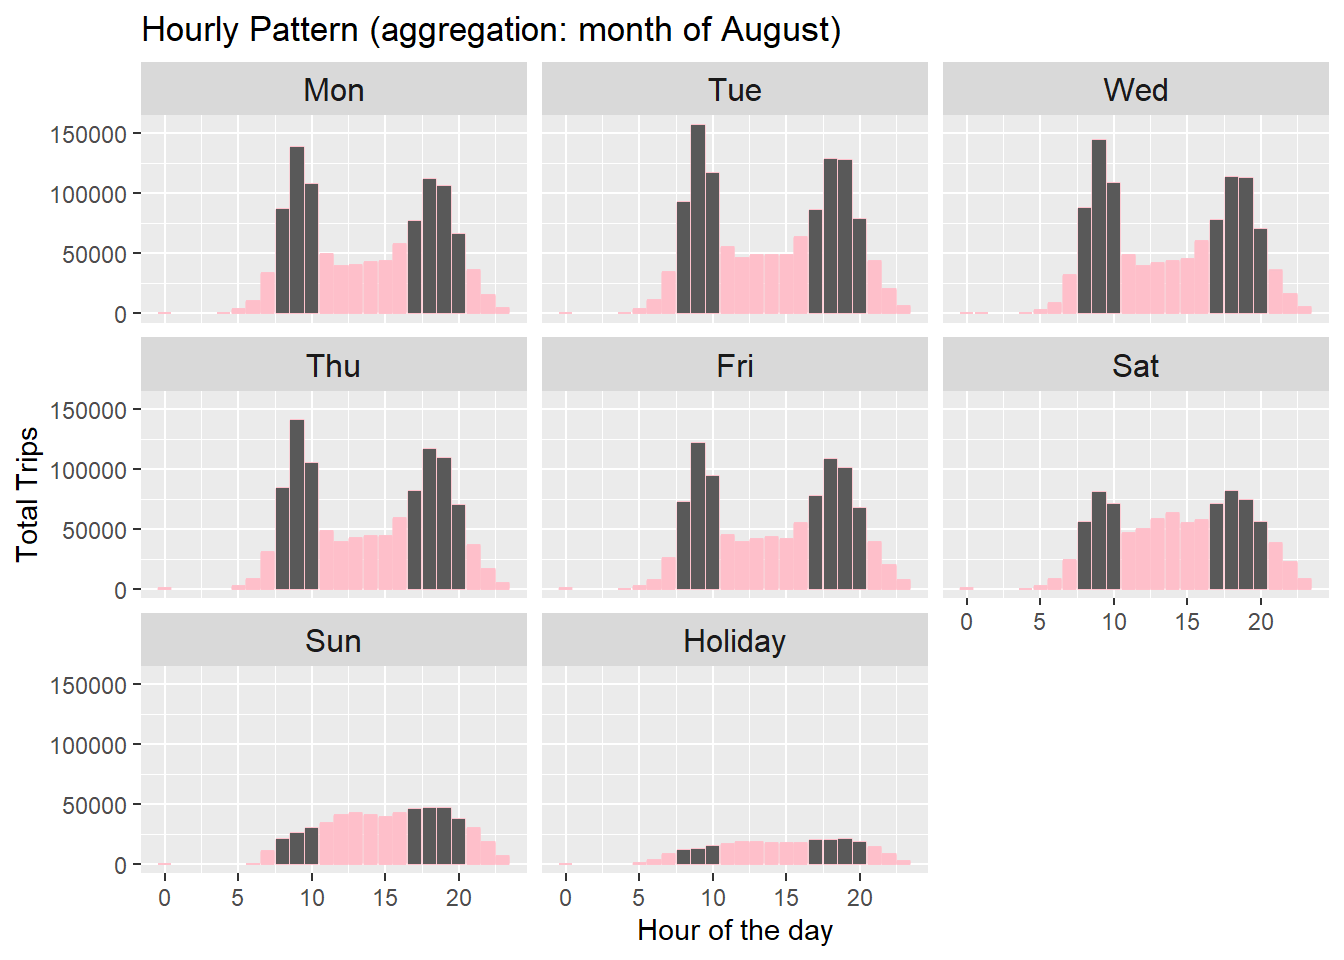 Hourly Pattern (aggregation: month of August)
Mon
Tue
Wed
150000
100000
50000
0
Thu
Fri
Sat
150000
100000
50000
0
0 5 10 15 20
Sun
Holiday
150000
100000
50000
0
0 5 10 15 20
0 5 10 15 20
Total Trips
Hour of the day